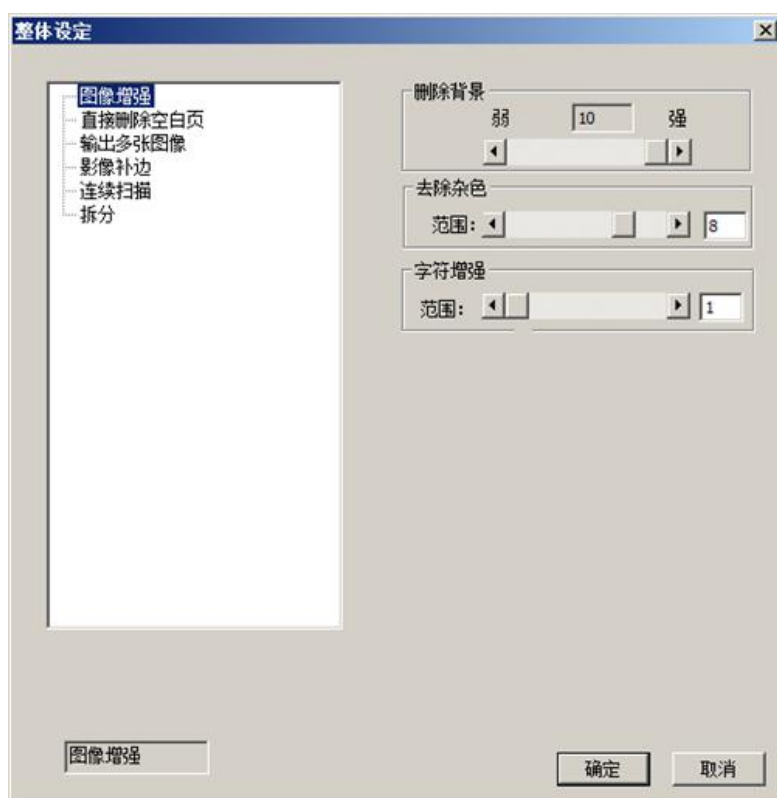 整体设定
图像增强
直接删除空白页
输出多张图像
影像补边
连续扫描
拆分
删除背景
弱 10 强
去除杂色
范围: 8
字符增强
范围: 1
图像增强
确定 取消